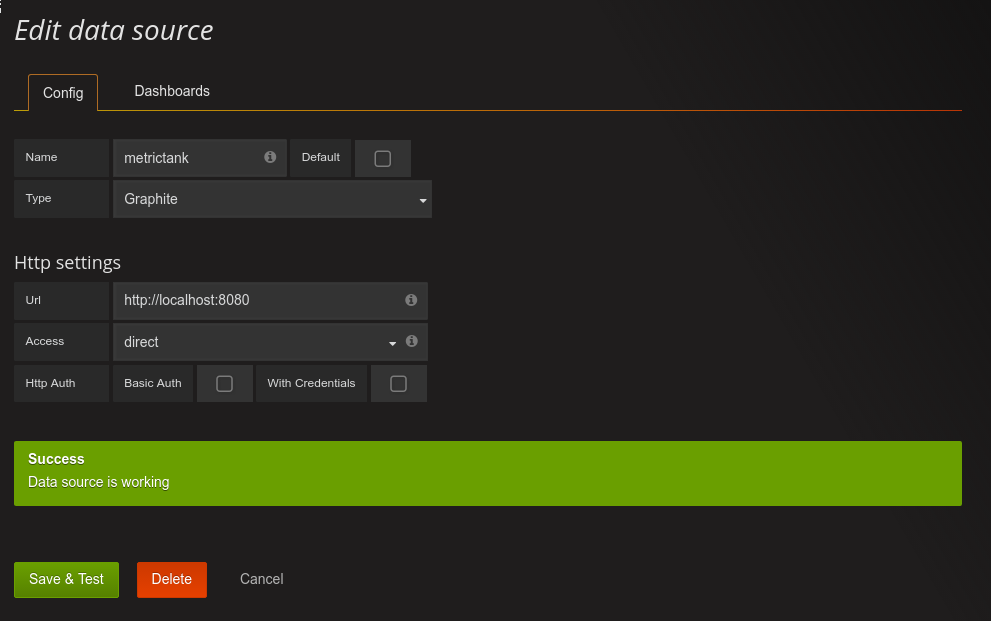 Edit data source
Config Dashboards
Name metrictank Default
Type Graphite
Http settings
Url http://localhost:8080
Access direct
Http Auth Basic Auth With Credentials
Success
Data source is working
Save & Test Delete Cancel